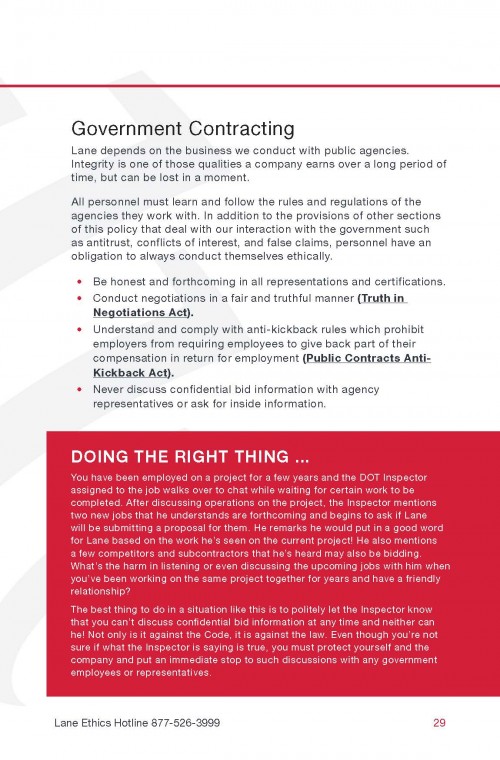 Government Contracting
Lane depends on the business we conduct with public agencies.
Integrity is one of those qualities a company earns over a long period of
time, but can be lost in a moment.
All personnel must learn and follow the rules and regulations of the
agencies they work with. In addition to the provisions of other sections
of this policy that deal with our interaction with the government such
as antitrust, conflicts of interest, and false claims, personnel have an
obligation to always conduct themselves ethically.
• Be honest and forthcoming in all representations and certifications.
• Conduct negotiations in a fair and truthful manner (Truth in
Negotiations Act).
• Understand and comply with anti-kickback rules which prohibit
employers from requiring employees to give back part of their
compensation in return for employment (Public Contracts Anti-
Kickback Act).
• Never discuss confidential bid information with agency
representatives or ask for inside information.
DOING THE RIGHT THING ...
You have been employed on a project for a few years and the DOT Inspector
assigned to the job walks over to chat while waiting for certain work to be
completed. After discussing operations on the project, the Inspector mentions
two new jobs that he understands are forthcoming and begins to ask if Lane
will be submitting a proposal for them. He remarks he would put in a good word
for Lane based on the work he's seen on the current project! He also mentions
a few competitors and subcontractors that he's heard may also be bidding.
What's the harm in listening or even discussing the upcoming jobs with him when
you've been working on the same project together for years and have a friendly
relationship?
The best thing to do in a situation like this is to politely let the Inspector know
that you can't discuss confidential bid information at any time and neither can
he! Not only is it against the Code, it is against the law. Even though you're not
sure if what the Inspector is saying is true, you must protect yourself and the
company and put an immediate stop to such discussions with any government
employees or representatives.
Lane Ethics Hotline 877-526-3999 29